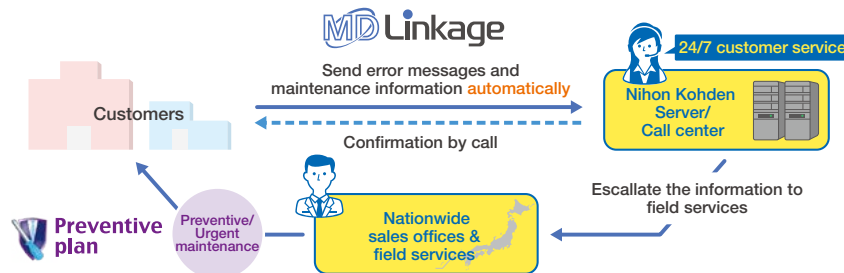 MD Linkage
24/7 customer service
Send error messages and
maintenance information automatically
Customers
Nihon Kohden
Server/
Call center
Confirmation by call
Escallate the information to
field services
Nationwide
sales offices &
field services
Preventive/
Urgent
maintenance
Preventive
plan